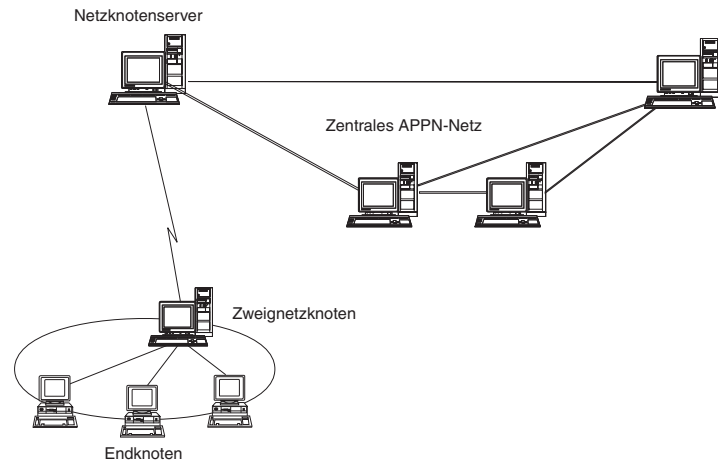 Netzknotenserver
Zentrales APPN-Netz
Zweignetzknoten
Endknoten